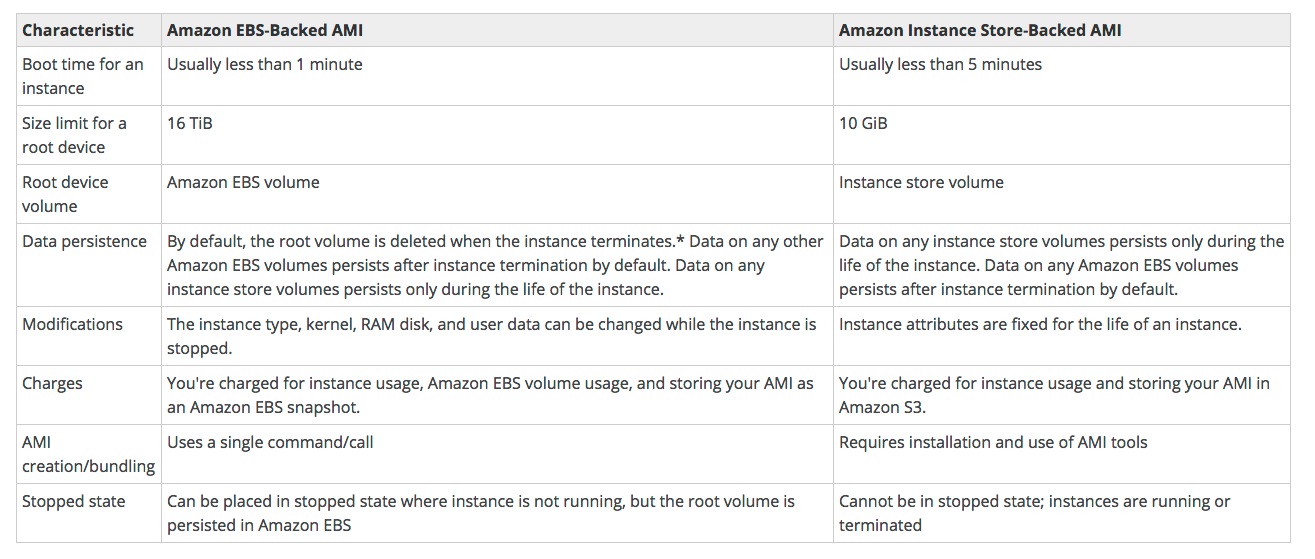 Characteristic Amazon EBS-Backed AMI Amazon Instance Store-Backed AMI
Boot time for an Usually less than 1 minute Usually less than 5 minutes
instance
Size limit for a 16 TiB 10 GiB
root device
Root device Amazon EBS volume Instance store volume
volume
Data persistence By default, the root volume is deleted when the instance terminates.* Data on any other Data on any instance store volumes persists only during the
Amazon EBS volumes persists after instance termination by default. Data on any life of the instance. Data on any Amazon EBS volumes
instance store volumes persists only during the life of the instance. persists after instance termination by default.
Modifications The instance type, kernel, RAM disk, and user data can be changed while the instance is Instance attributes are fixed for the life of an instance.
stopped.
Charges You're charged for instance usage, Amazon EBS volume usage, and storing your AMI as You're charged for instance usage and storing your AMI in
an Amazon EBS snapshot. Amazon S3.
AMI Uses a single command/call Requires installation and use of AMI tools
creation/bundling
Stopped state Can be placed in stopped state where instance is not running, but the root volume is Cannot be in stopped state; instances are running or
persisted in Amazon EBS terminated